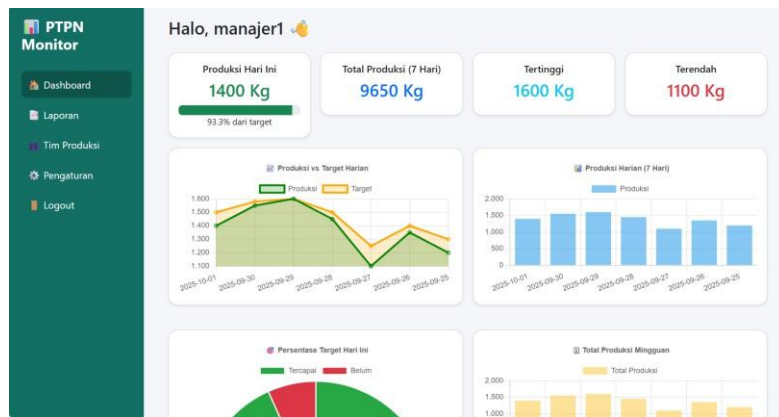 PTPN
Monitor
Dashboard
Laporan
Tim Produksi
Pengaturan
Logout
Halo, manajer1
Produksi Hari Ini
1400 Kg
93.3% dari target
Total Produksi (7 Hari)
9650 Kg
Tertinggi
1600 Kg
Terendah
1100 Kg
Produksi vs Target Harian
Produksi Target
1.600
1.500
1.400
1.300
1.200
1.100
2025-10-01 2025-09-30 2025-09-29 2025-09-28 2025-09-27 2025-09-26 2025-09-25
Produksi Harian (7 Hari)
Produksi
2.000
1.500
1.000
500
0
2025-10-01 2025-09-30 2025-09-29 2025-09-28 2025-09-27 2025-09-26 2025-09-25
Persentase Target Hari Ini
Tercapai Belum
Total Produksi Mingguan
Total Produksi
2.000
1.500
1.000